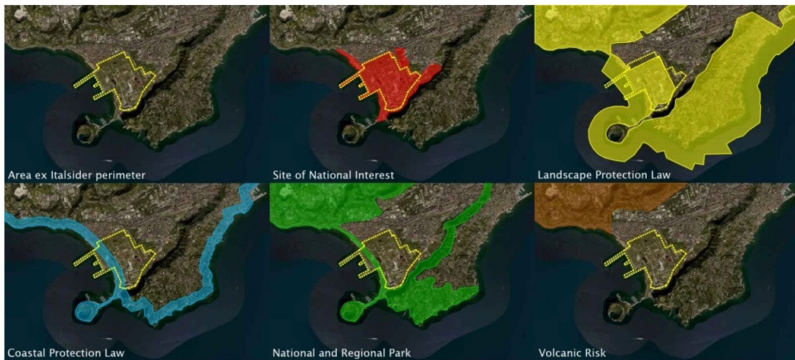 Area ex Italsider perimeter
Site of National Interest
Landscape Protection Law
Coastal Protection Law
National and Regional Park
Volcanic Risk